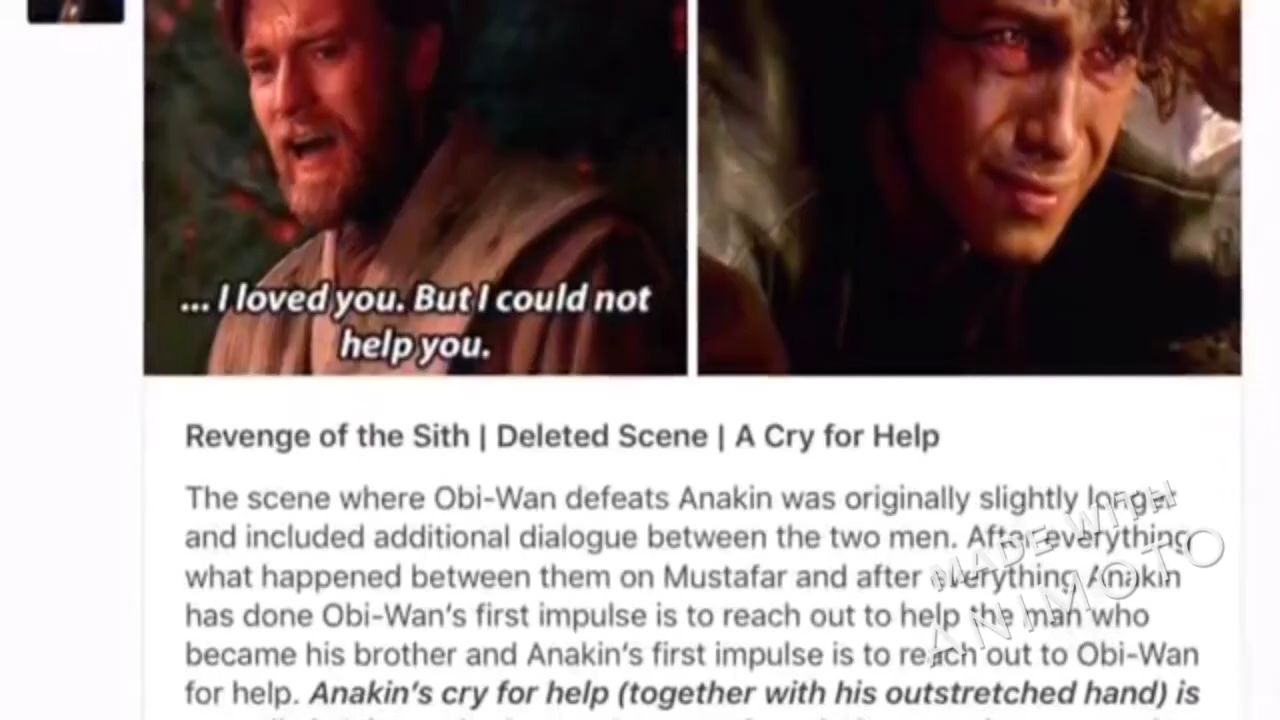 ... I loved you. But I could not
help you.
Revenge of the Sith | Deleted Scene | A Cry for Help
The scene where Obi-Wan defeats Anakin was originally slightly longer
and included additional dialogue between the two men. After everything
what happened between them on Mustafar and after everything Anakin
has done Obi-Wan's first impulse is to reach out to help the man who
became his brother and Anakin's first impulse is to reach out to Obi-Wan
for help. Anakin's cry for help (together with his outstretched hand) is
MADE WITH
ANIMOTO